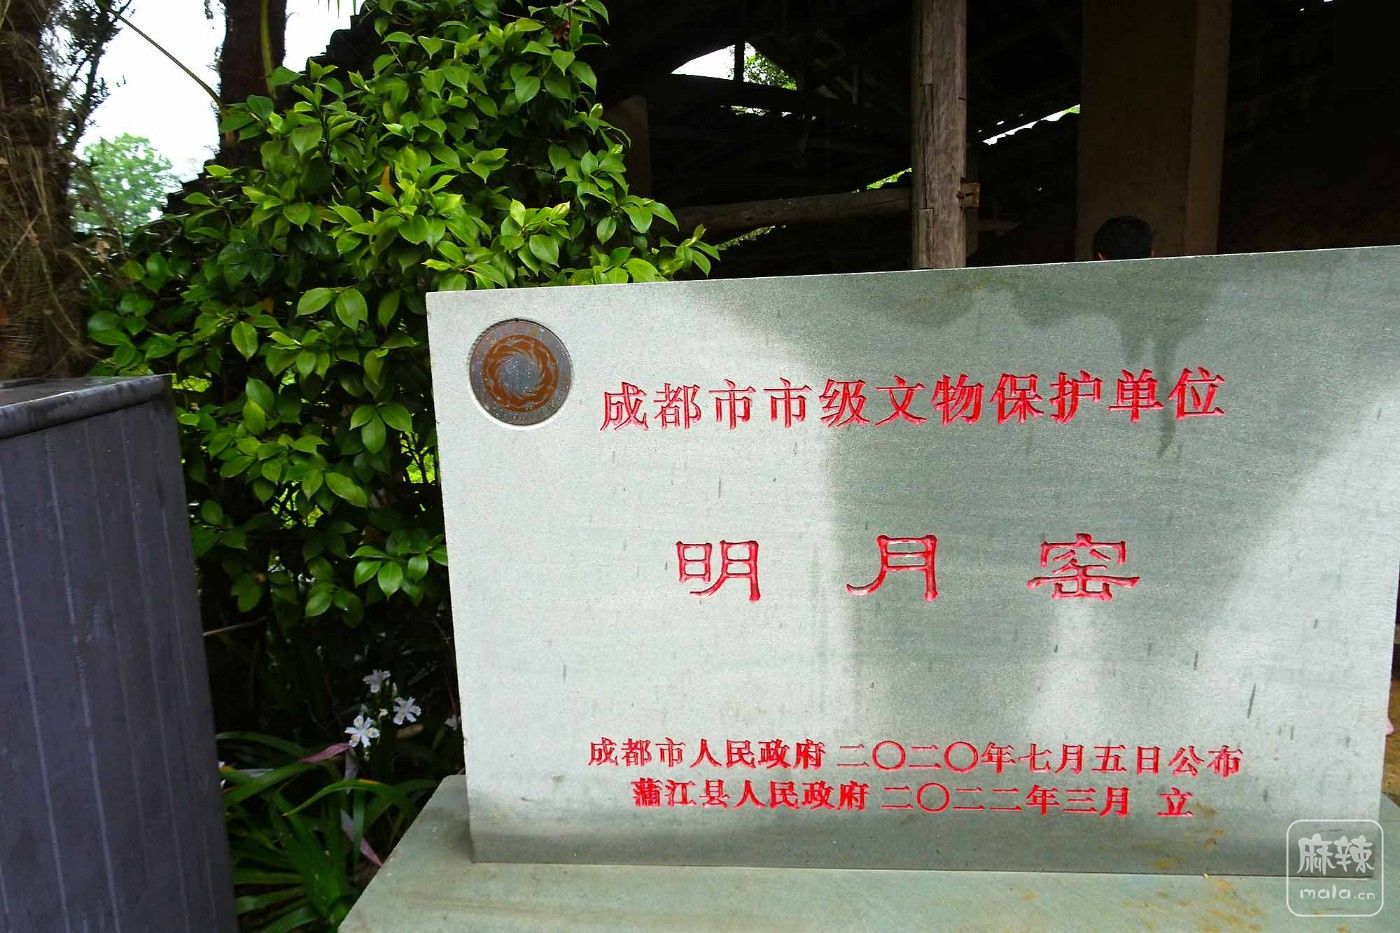 成都市市级文物保护单位
明月窑
成都市人民政府 二〇二〇年七月五日公布
蒲江县人民政府 二〇二二年三月 立
麻辣
mala.cn